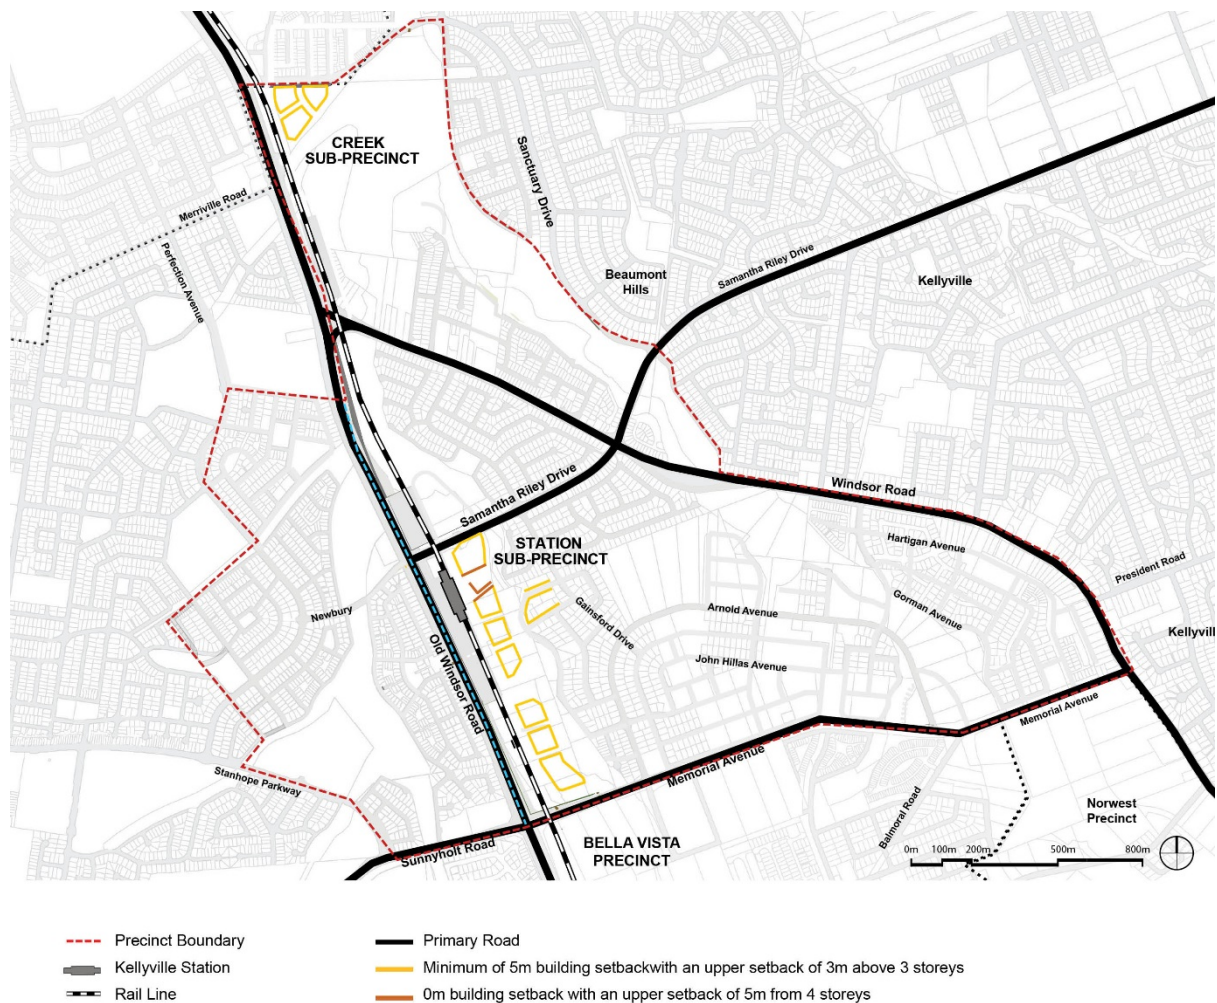 CREEK
SUB-PRECINCT
Sanctuary Drive
Merriville Road
Perfection Avenue
Beaumont
Hills
Samantha Riley Drive
Kellyville
Samantha Riley Drive
Windsor Road
STATION
SUB-PRECINCT
Hartigan Avenue
President Road
Newbury
Gainsford Drive
Arnold Avenue
Gorman Avenue
Kellyvill
Old Windsor Road
John Hillas Avenue
Memorial Avenue
Stanhope Parkway
Memorial Avenue
Balmoral Road
Norwest
Precinct
Sunnyholt Road
BELLA VISTA
PRECINCT
0m 100m 200m 500m 800m
Precinct Boundary
Primary Road
Kellyville Station
Minimum of 5m building setbackwith an upper setback of 3m above 3 storeys
Rail Line
0m building setback with an upper setback of 5m from 4 storeys